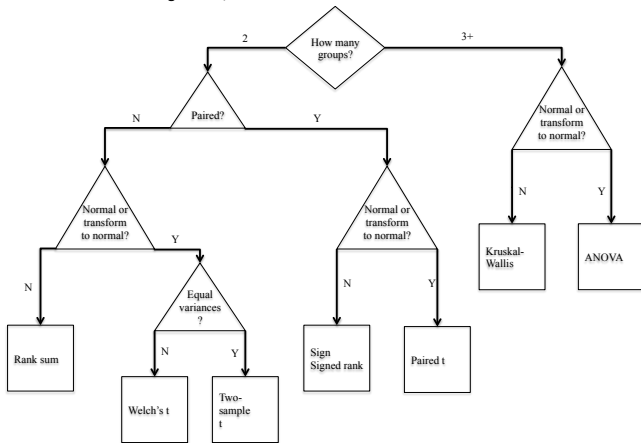 How many
groups?
2
3+
Paired?
N
Y
Normal or
transform
to normal?
N
Y
Kruskal-
Wallis
ANOVA
Normal or
transform
to normal?
N
Y
Normal or
transform
to normal?
N
Y
Equal
variances
?
N
Y
Rank sum
Welch's t
Two-
sample
t
Sign
Signed rank
Paired t